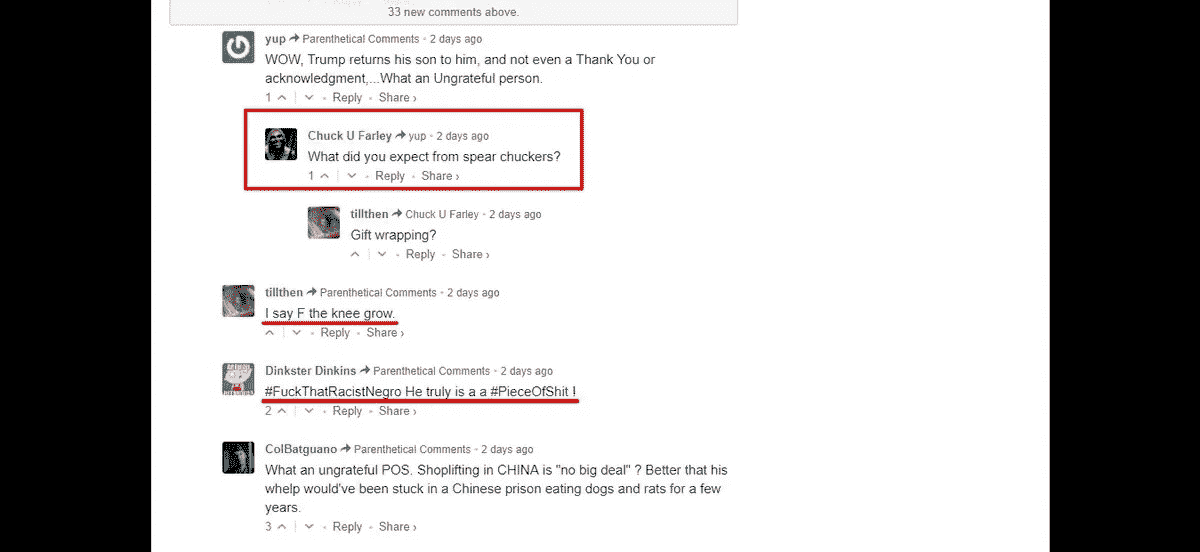 33 new comments above.
yup → Parenthetical Comments • 2 days ago
WOW, Trump returns his son to him, and not even a Thank You or
acknowledgment,...What an Ungrateful person.
1 • Reply • Share ›
Chuck U Farley → yup • 2 days ago
What did you expect from spear chuckers?
1 • Reply • Share ›
tillthen → Chuck U Farley • 2 days ago
Gift wrapping?
• Reply • Share ›
tillthen → Parenthetical Comments • 2 days ago
I say F the knee grow.
• Reply • Share ›
Dinkster Dinkins → Parenthetical Comments • 2 days ago
#FuckThatRacistNegro He truly is a a #PieceOfShit !
2 • Reply • Share ›
ColBatguano → Parenthetical Comments • 2 days ago
What an ungrateful POS. Shoplifting in CHINA is "no big deal" ? Better that his
whelp would've been stuck in a Chinese prison eating dogs and rats for a few
years.
3 • Reply • Share ›